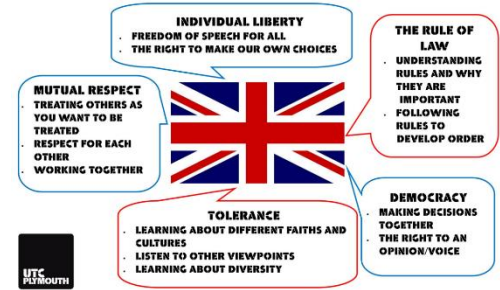 INDIVIDUAL LIBERTY
. FREEDOM OF SPEECH FOR ALL
. THE RIGHT TO MAKE OUR OWN CHOICES
THE RULE OF
LAW
. UNDERSTANDING
RULES AND WHY
THEY ARE
IMPORTANT
. FOLLOWING
RULES TO
DEVELOP ORDER
MUTUAL RESPECT
. TREATING OTHERS AS
YOU WANT TO BE
TREATED
. RESPECT FOR EACH
OTHER
. WORKING TOGETHER
DEMOCRACY
. MAKING DECISIONS
TOGETHER
. THE RIGHT TO AN
OPINION/VOICE
TOLERANCE
. LEARNING ABOUT DIFFERENT FAITHS AND
CULTURES
. LISTEN TO OTHER VIEWPOINTS
. LEARNING ABOUT DIVERSITY
UTC
PLYMOUTH